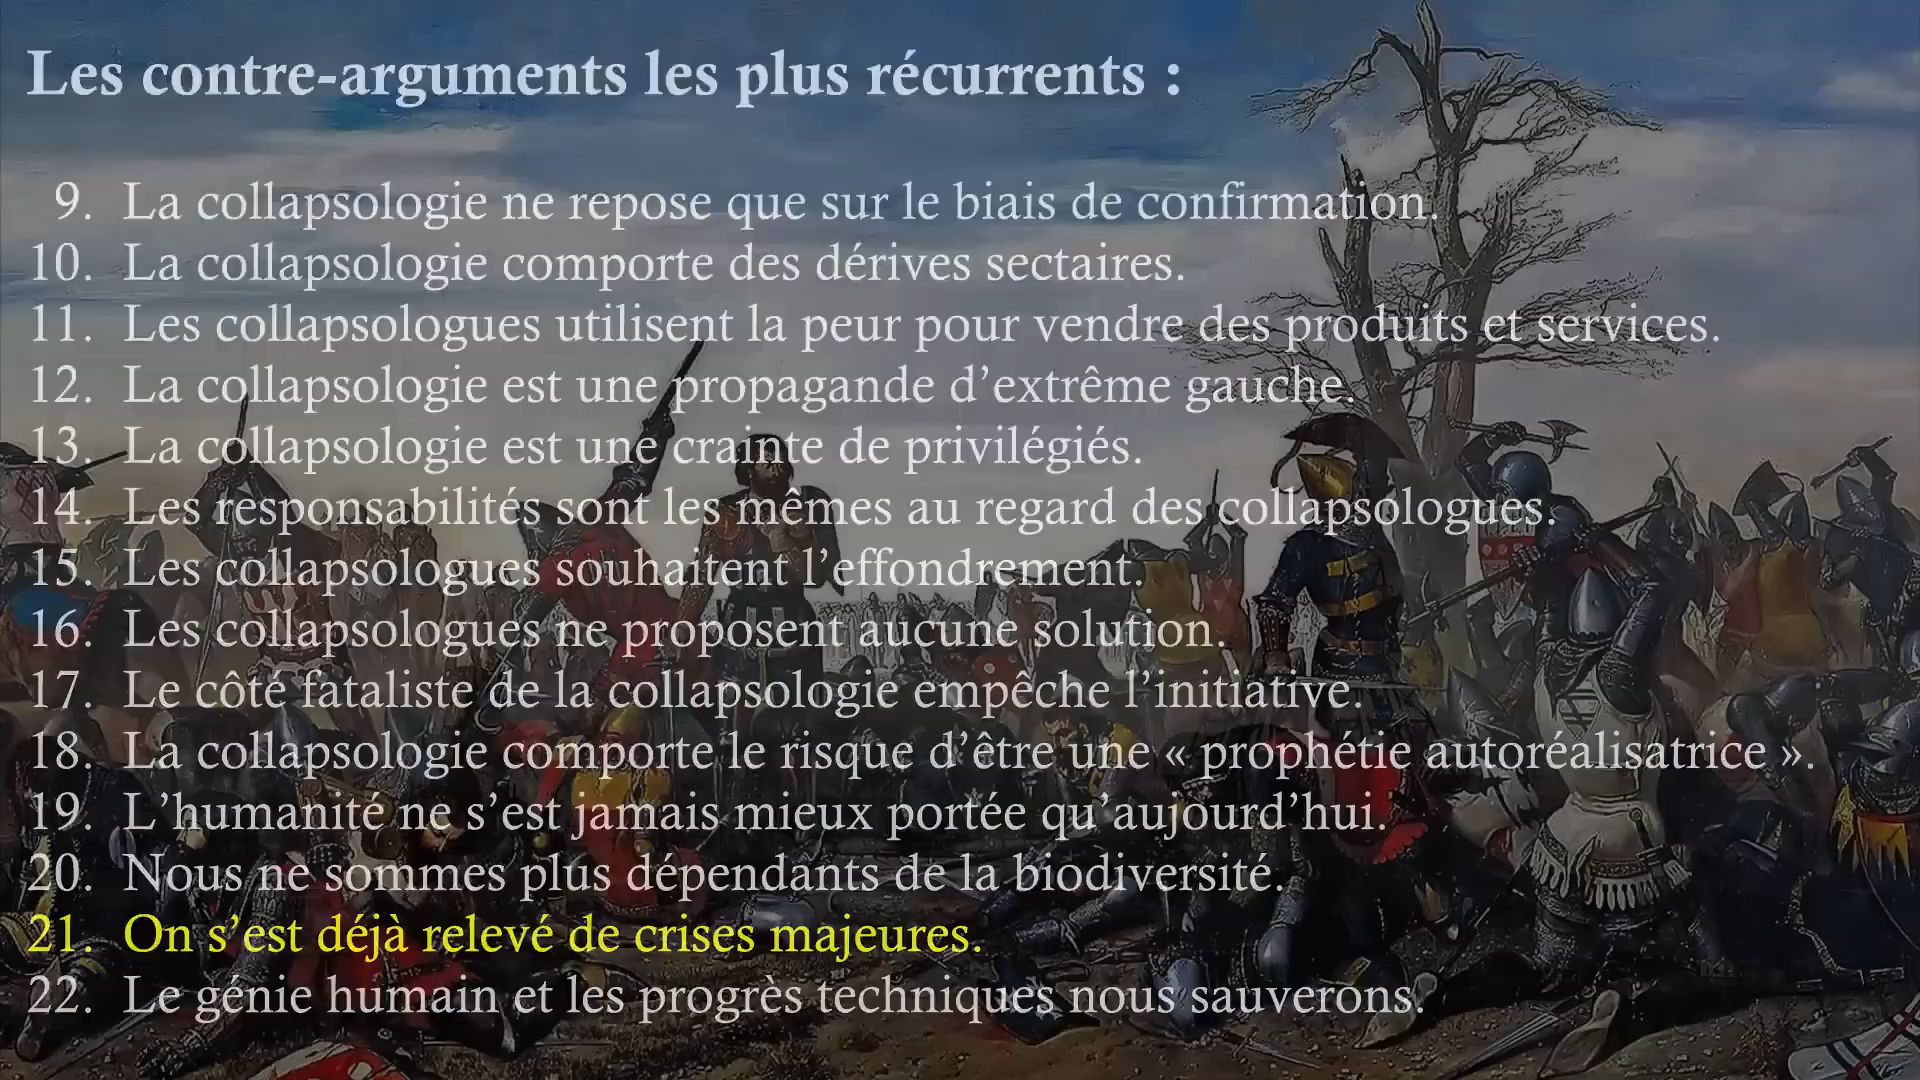 Les contre-arguments les plus récurrents :
9. La collapsologie ne repose que sur le biais de confirmation.
10. La collapsologie comporte des dérives sectaires.
11. Les collapsologues utilisent la peur pour vendre des produits et services.
12. La collapsologie est une propagande d’extrême gauche.
13. La collapsologie est une crainte de privilégiés.
14. Les responsabilités sont les mêmes au regard des collapsologues.
15. Les collapsologues souhaitent l’effondrement.
16. Les collapsologues ne proposent aucune solution.
17. Le côté fataliste de la collapsologie empêche l’initiative.
18. La collapsologie comporte le risque d’être une « prophétie autoréalisatrice ».
19. L’humanité ne s’est jamais mieux portée qu’aujourd’hui.
20. Nous ne sommes plus dépendants de la biodiversité.
21. On s’est déjà relevé de crises majeures.
22. Le génie humain et les progrès techniques nous sauverons.